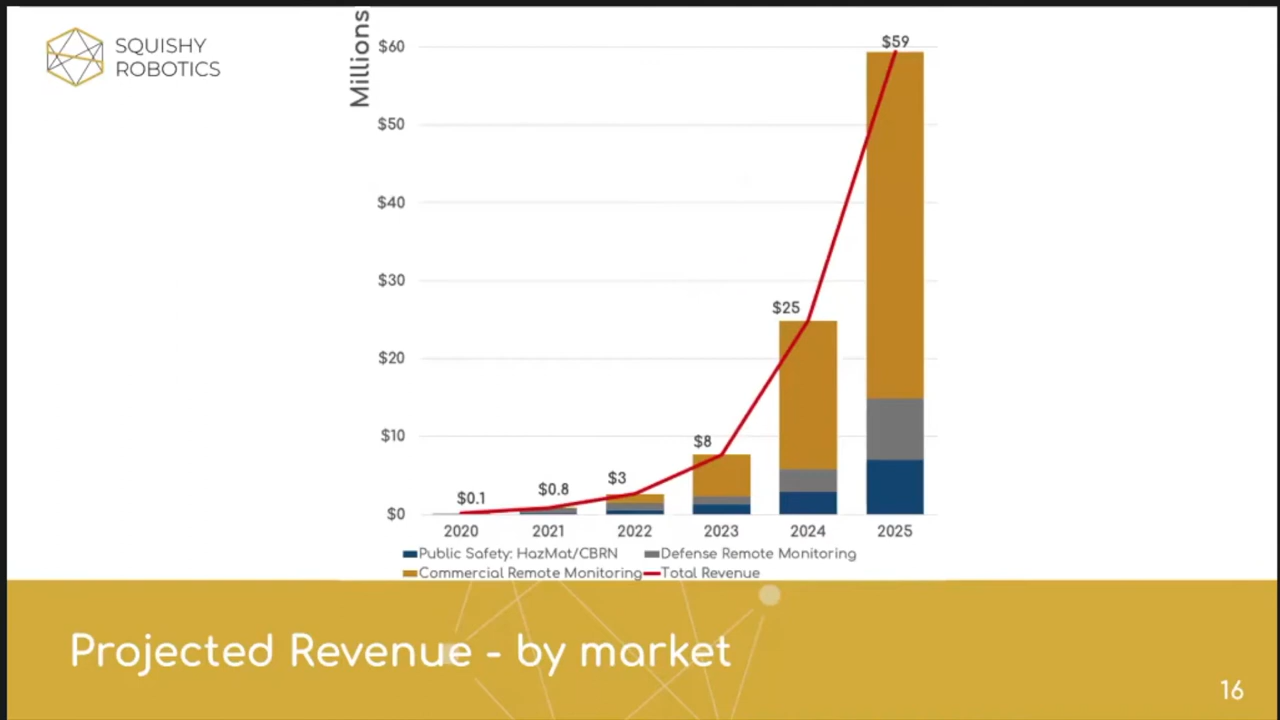 SQUISHY
ROBOTICS
Millions
$60
$50
$40
$30
$20
$10
$0
$0.1
$0.8
$3
$8
$25
$59
2020 2021 2022 2023 2024 2025
Public Safety: HazMat/CBRN Defense Remote Monitoring
Commercial Remote Monitoring Total Revenue
Projected Revenue - by market
16